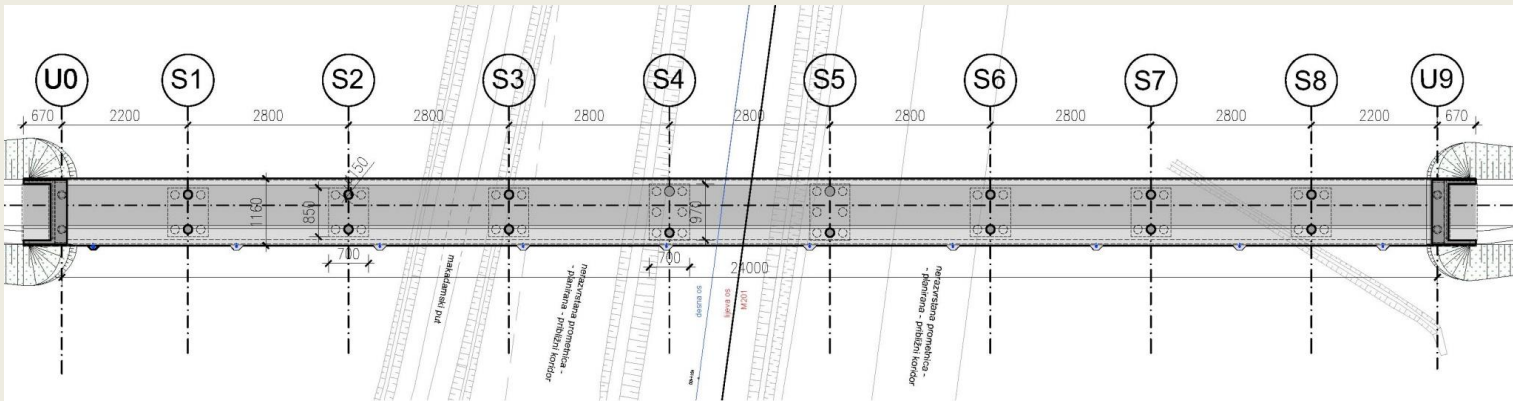 U0 S1 S2 S3 S4 S5 S6 S7 S8 U9
670 2200 2800 2800 2800 2800 2800 2800 2800 2200 670
150
1160
850
970
700
700
24000
makadamski put
nerazvrstana prometnica -
- planirana - približni koridor
desna os
lijeva os
M201
nerazvrstana prometnica -
- planirana - približni koridor